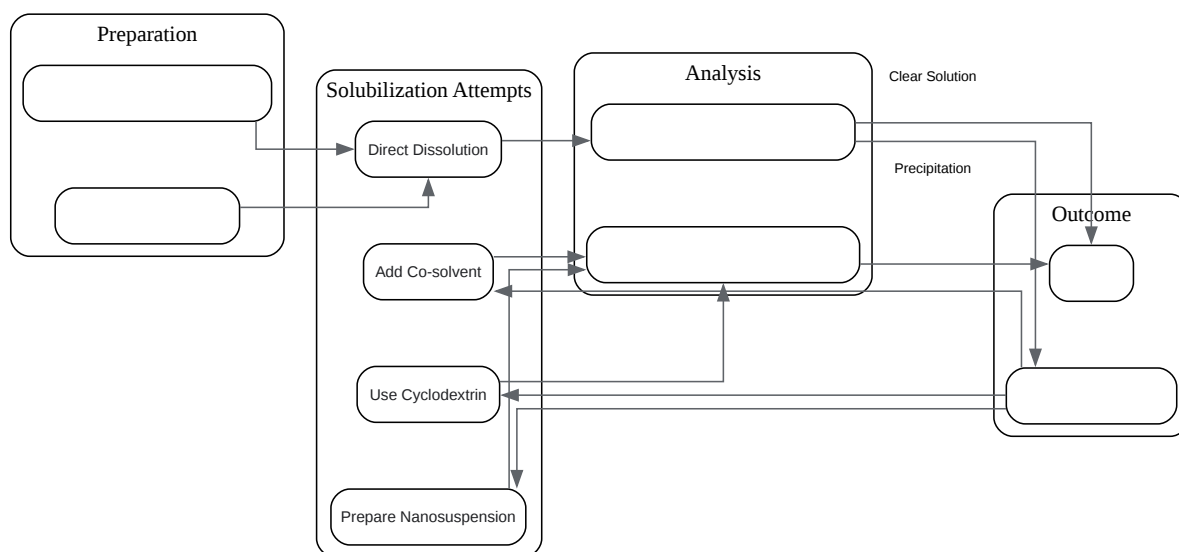 Preparation
Solubilization Attempts
Direct Dissolution
Add Co-solvent
Use Cyclodextrin
Prepare Nanosuspension
Analysis
Clear Solution
Precipitation
Outcome